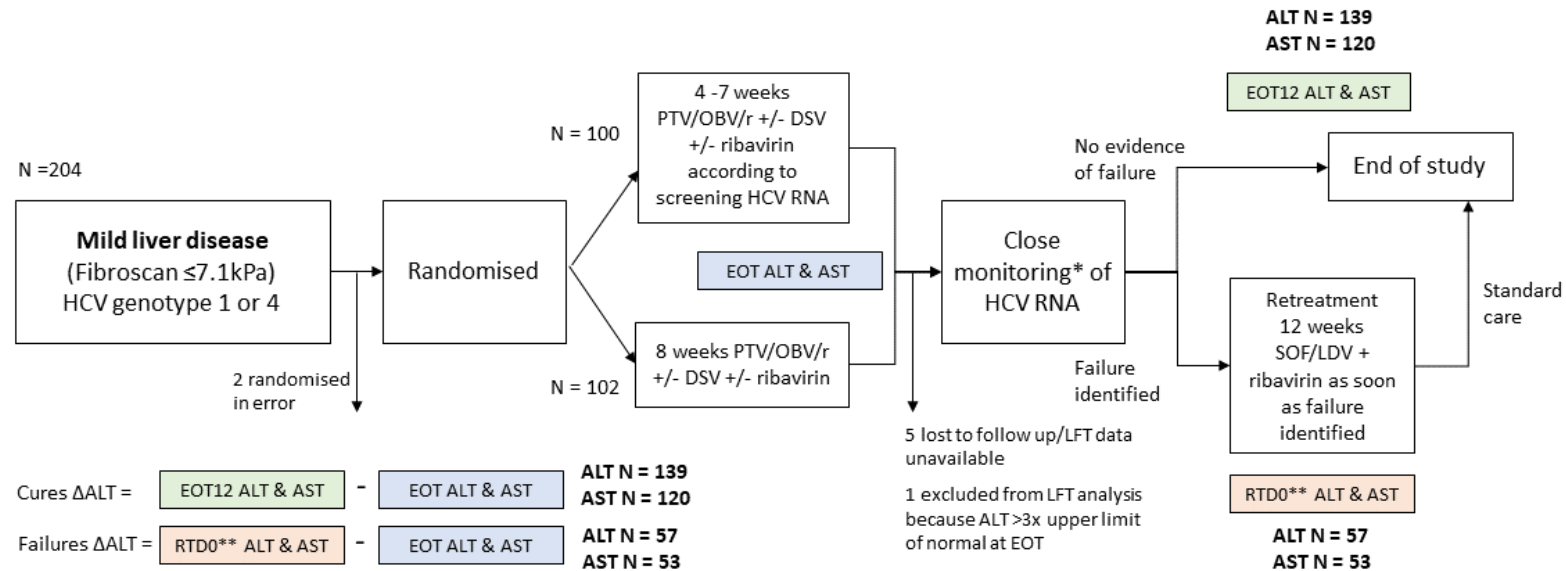 N =204
Mild liver disease
(Fibroscan ≤7.1kPa)
HCV genotype 1 or 4
2 randomised
in error
Randomised
N = 100
4 -7 weeks
PTV/OBV/r +/- DSV
+/- ribavirin
according to
screening HCV RNA
EOT ALT & AST
N = 102
8 weeks PTV/OBV/r
+/- DSV +/- ribavirin
5 lost to follow up/LFT data
unavailable
1 excluded from LFT analysis
because ALT >3x upper limit
of normal at EOT
Close
monitoring* of
HCV RNA
No evidence
of failure
Failure
identified
ALT N = 139
AST N = 120
EOT12 ALT & AST
End of study
Retreatment
12 weeks
SOF/LDV +
ribavirin as soon
as failure
identified
Standard
care
RTD0** ALT & AST
ALT N = 57
AST N = 53
Cures ΔALT = EOT12 ALT & AST - EOT ALT & AST
ALT N = 139
AST N = 120
Failures ΔALT = RTD0** ALT & AST - EOT ALT & AST
ALT N = 57
AST N = 53